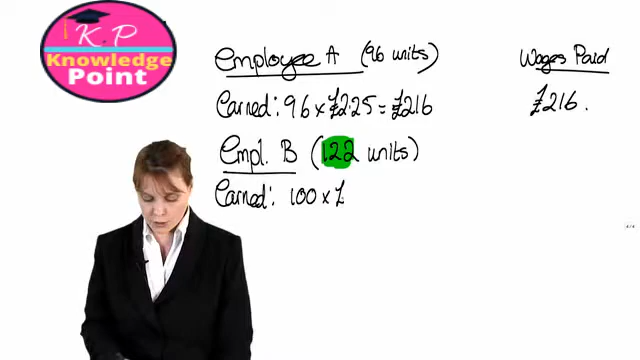 K.P
Knowledge
Point
Employee A (96 units)
Wages Paid
Earned: 96 x £2.25 = £216
£216.
Empl. B (122 units)
Earned: 100 x £